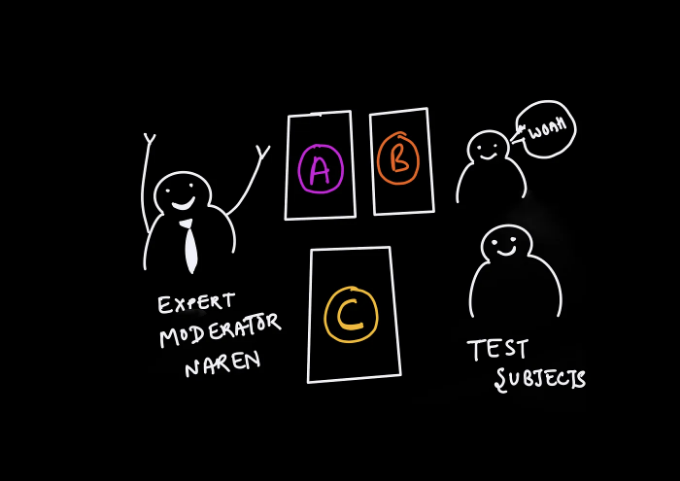 A
B
WOAH
C
EXPERT
MODERATOR
NAREN
TEST
SUBJECTS